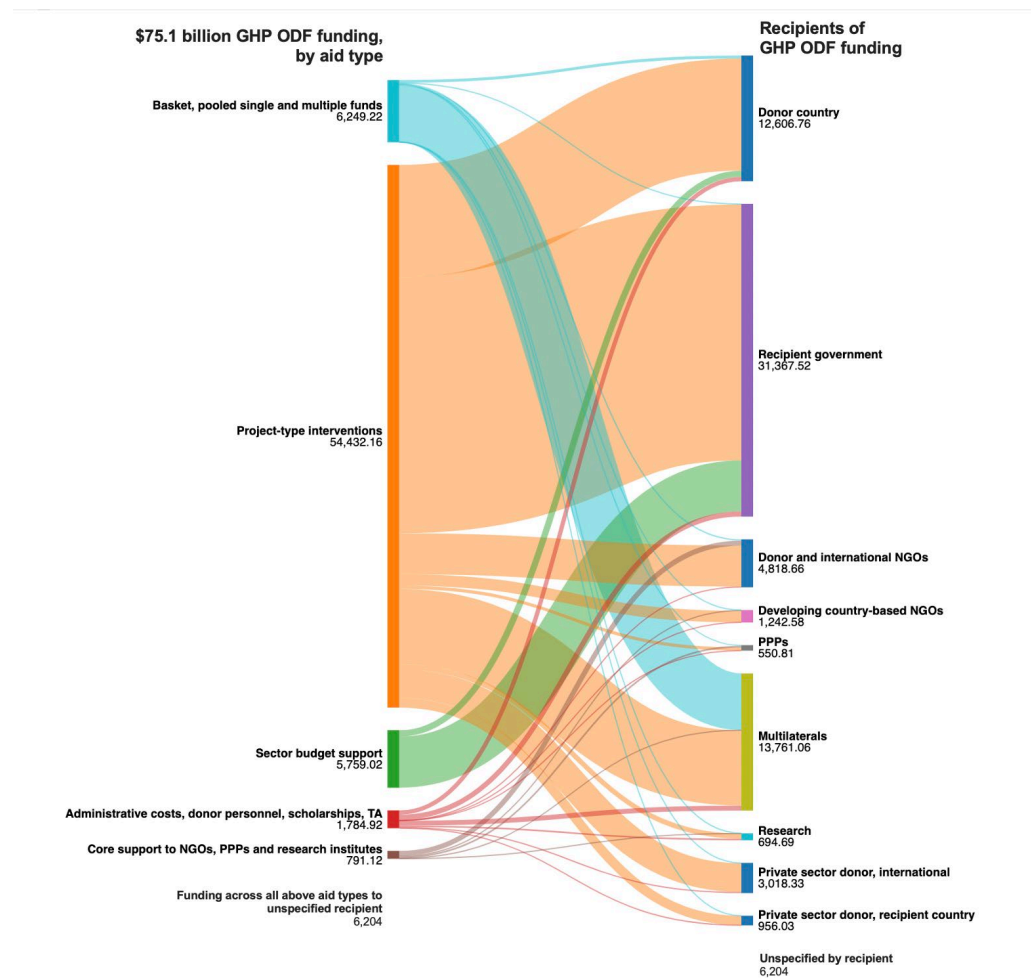 $75.1 billion GHP ODF funding,
by aid type
Basket, pooled single and multiple funds
6,249.22
Project-type interventions
54,432.16
Sector budget support
5,759.02
Administrative costs, donor personnel, scholarships, TA
1,784.92
Core support to NGOs, PPPs and research institutes
791.12
Funding across all above aid types to
unspecified recipient
6,204
Recipients of
GHP ODF funding
Donor country
12,606.76
Recipient government
31,367.52
Donor and international NGOs
4,818.66
Developing country-based NGOs
1,242.58
PPPs
550.81
Multilaterals
13,761.06
Research
694.69
Private sector donor, international
3,018.33
Private sector donor, recipient country
956.03
Unspecified by recipient
6,204